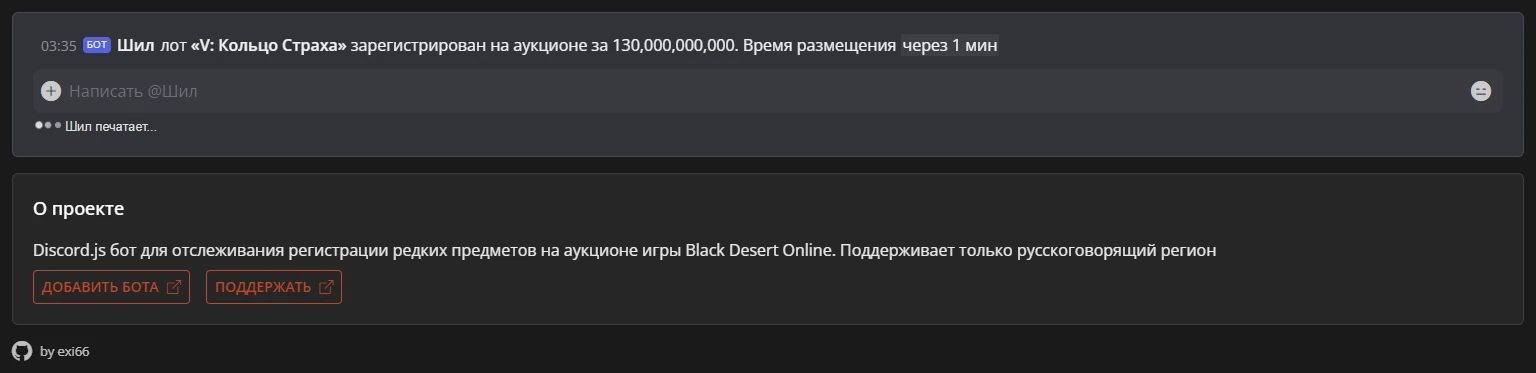 03:35 БОТ Шил лот «V: Кольцо Страха» зарегистрирован на аукционе за 130,000,000,000. Время размещения через 1 мин
Написать @Шил
Шил печатает...
О проекте
Discord.js бот для отслеживания регистрации редких предметов на аукционе игры Black Desert Online. Поддерживает только русскоговорящий регион
ДОБАВИТЬ БОТА ПОДДЕРЖАТЬ
by exi66